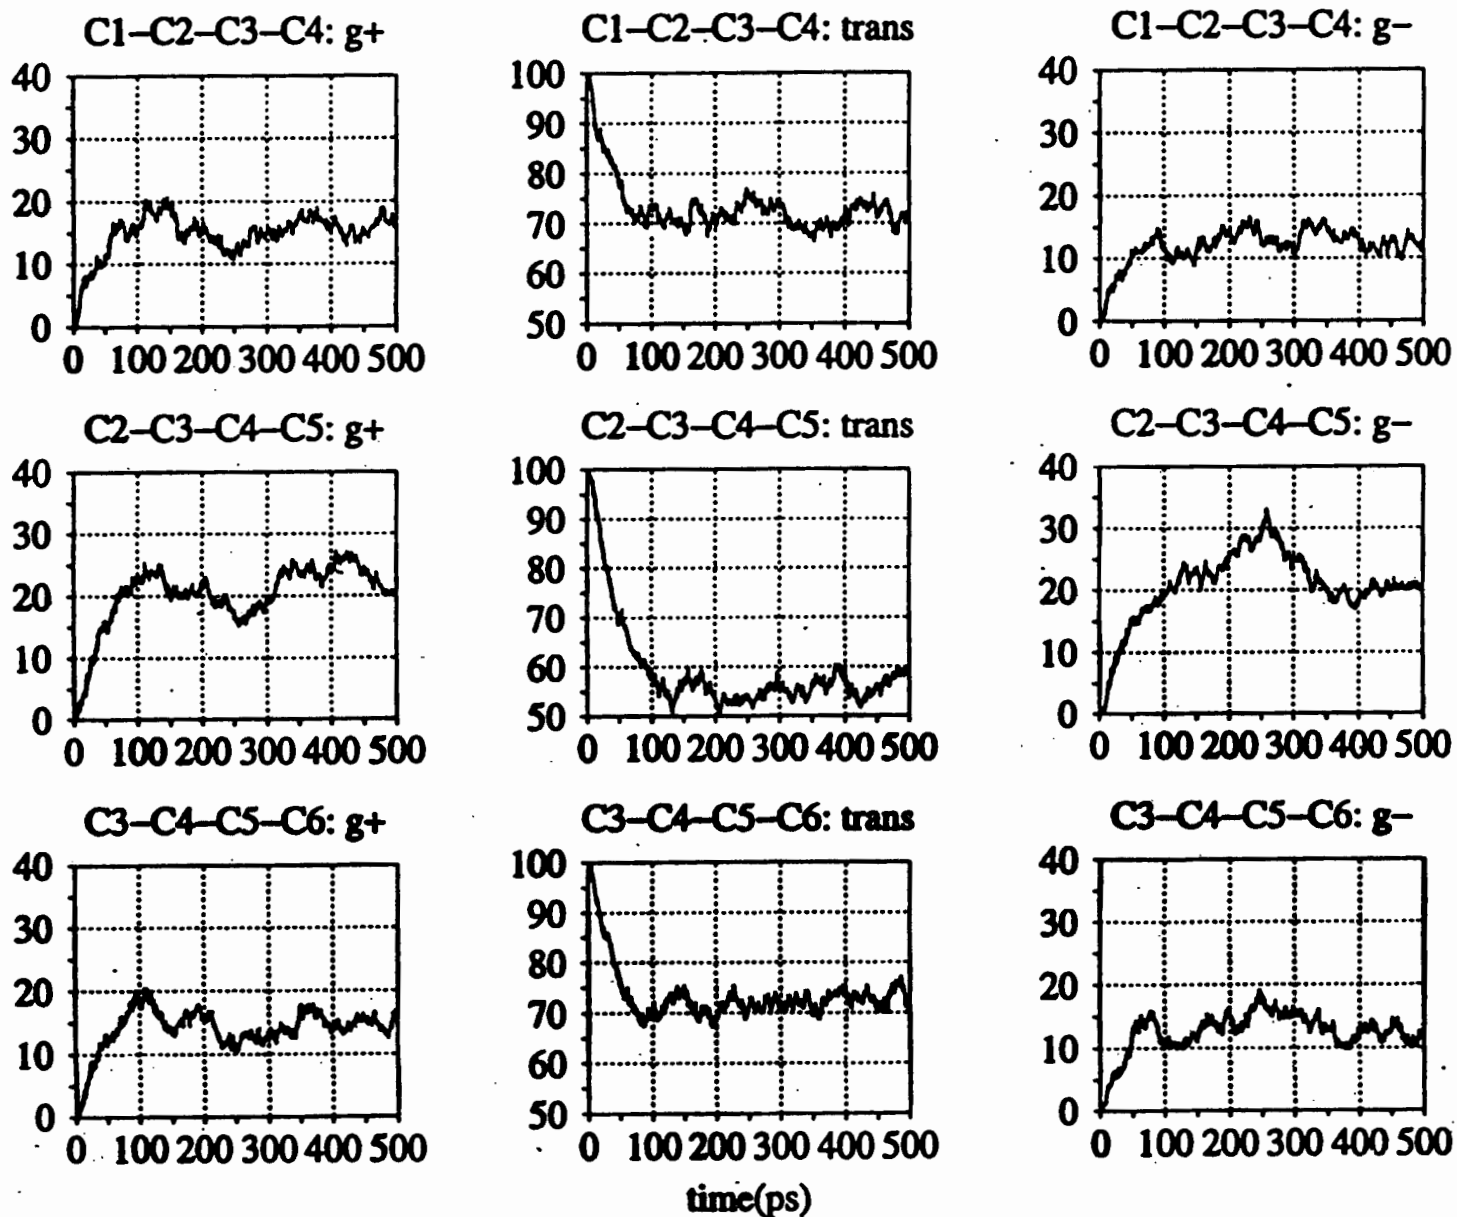 C1–C2–C3–C4: g+
C1–C2–C3–C4: trans
C1–C2–C3–C4: g–
40
30
20
10
0
0 100 200 300 400 500
100
90
80
70
60
50
0 100 200 300 400 500
40
30
20
10
0
0 100 200 300 400 500
C2–C3–C4–C5: g+
C2–C3–C4–C5: trans
C2–C3–C4–C5: g–
40
30
20
10
0
0 100 200 300 400 500
100
90
80
70
60
50
0 100 200 300 400 500
40
30
20
10
0
0 100 200 300 400 500
C3–C4–C5–C6: g+
C3–C4–C5–C6: trans
C3–C4–C5–C6: g–
40
30
20
10
0
0 100 200 300 400 500
100
90
80
70
60
50
0 100 200 300 400 500
40
30
20
10
0
0 100 200 300 400 500
time(ps)